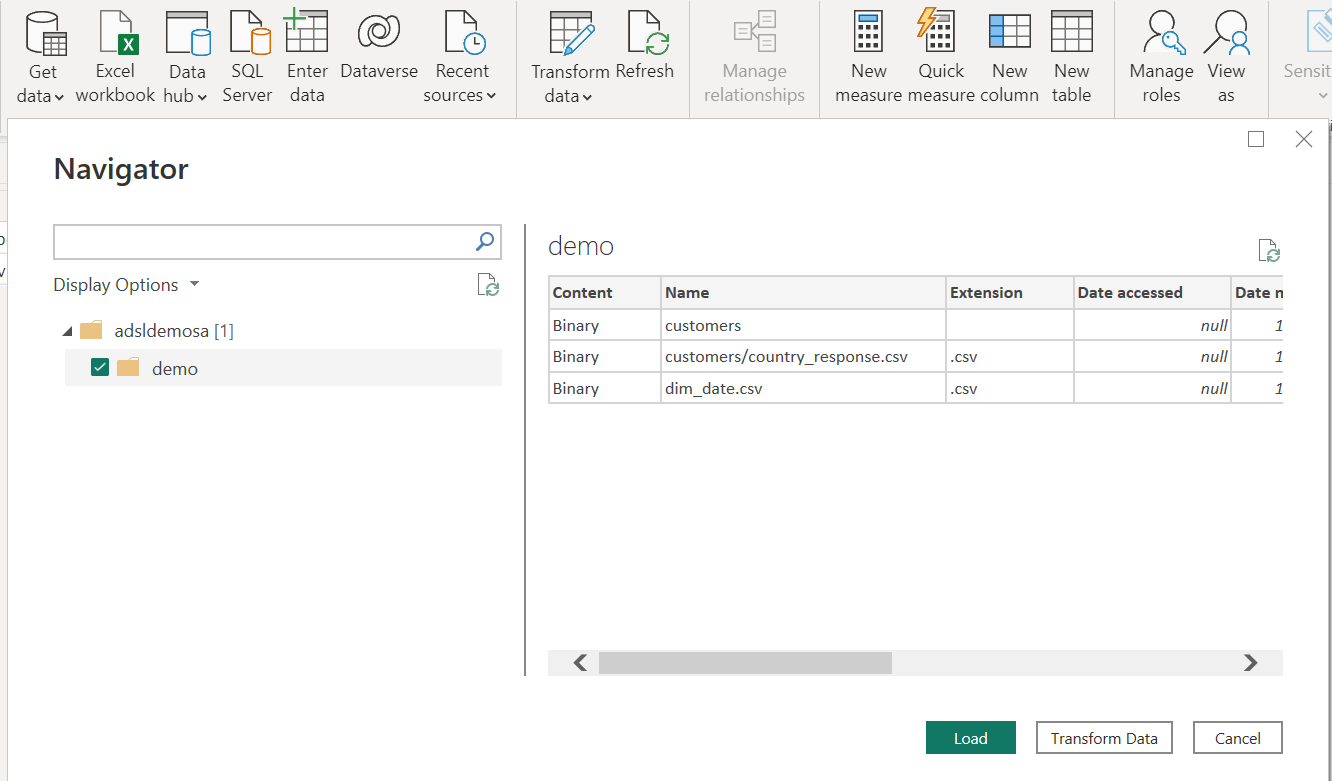 Get data
Excel workbook
Data hub
SQL Server
Enter data
Dataverse
Recent sources
Transform data
Refresh
Manage relationships
New measure
Quick measure
New column
New table
Manage roles
View as
Sensit
Navigator
Display Options
adsldemosa [1]
demo
demo
Content Name Extension Date accessed Date n
Binary customers null 1
Binary customers/country_response.csv .csv null 1
Binary dim_date.csv .csv null 1
Load Transform Data Cancel